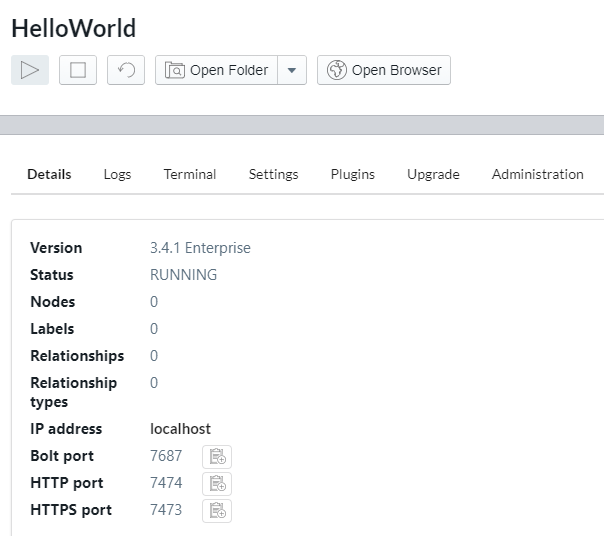 HelloWorld
Open Folder Open Browser
Details Logs Terminal Settings Plugins Upgrade Administration
Version 3.4.1 Enterprise
Status RUNNING
Nodes 0
Labels 0
Relationships 0
Relationship 0
types
IP address localhost
Bolt port 7687
HTTP port 7474
HTTPS port 7473